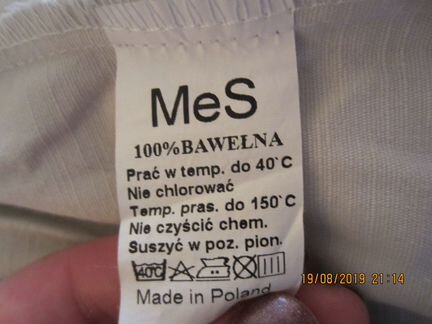 MeS
100%BAWEŁNA
Prać w temp. do 40°C
Nie chlorować
Temp. pras. do 150°C
Nie czyścić chem.
Suszyć w poz. pion.
40°C
Made in Poland
19/08/2019 21:14